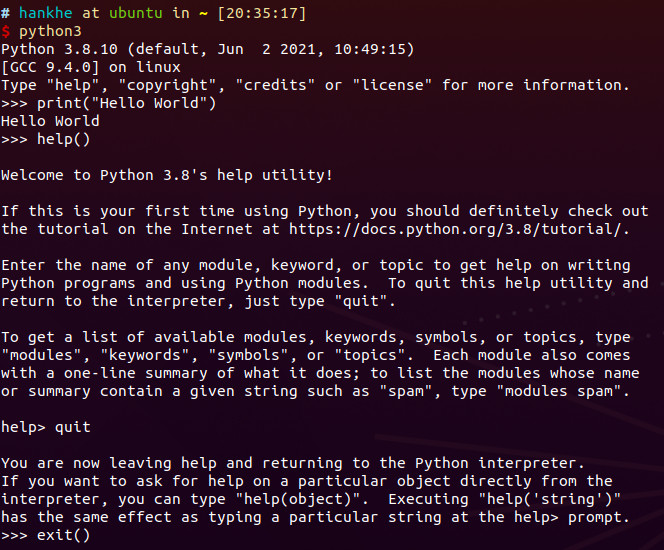 # hankhe at ubuntu in ~ [20:35:17]
$ python3
Python 3.8.10 (default, Jun  2 2021, 10:49:15)
[GCC 9.4.0] on linux
Type "help", "copyright", "credits" or "license" for more information.
>>> print("Hello World")
Hello World
>>> help()

Welcome to Python 3.8's help utility!

If this is your first time using Python, you should definitely check out
the tutorial on the Internet at https://docs.python.org/3.8/tutorial/.

Enter the name of any module, keyword, or topic to get help on writing
Python programs and using Python modules.  To quit this help utility and
return to the interpreter, just type "quit".

To get a list of available modules, keywords, symbols, or topics, type
"modules", "keywords", "symbols", or "topics".  Each module also comes
with a one-line summary of what it does; to list the modules whose name
or summary contain a given string such as "spam", type "modules spam".

help> quit

You are now leaving help and returning to the Python interpreter.
If you want to ask for help on a particular object directly from the
interpreter, you can type "help(object)".  Executing "help('string')"
has the same effect as typing a particular string at the help> prompt.
>>> exit()